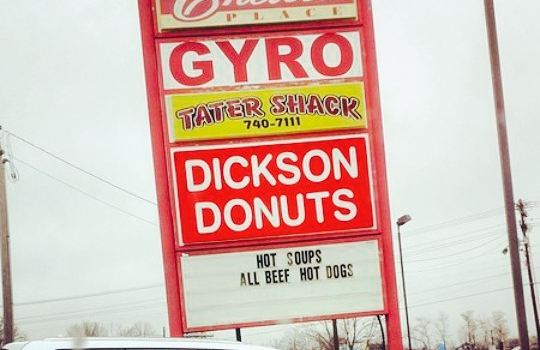 PLACE
GYRO
TATER SHACK
740-7111
DICKSON
DONUTS
HOT SOUPS
ALL BEEF HOT DOGS